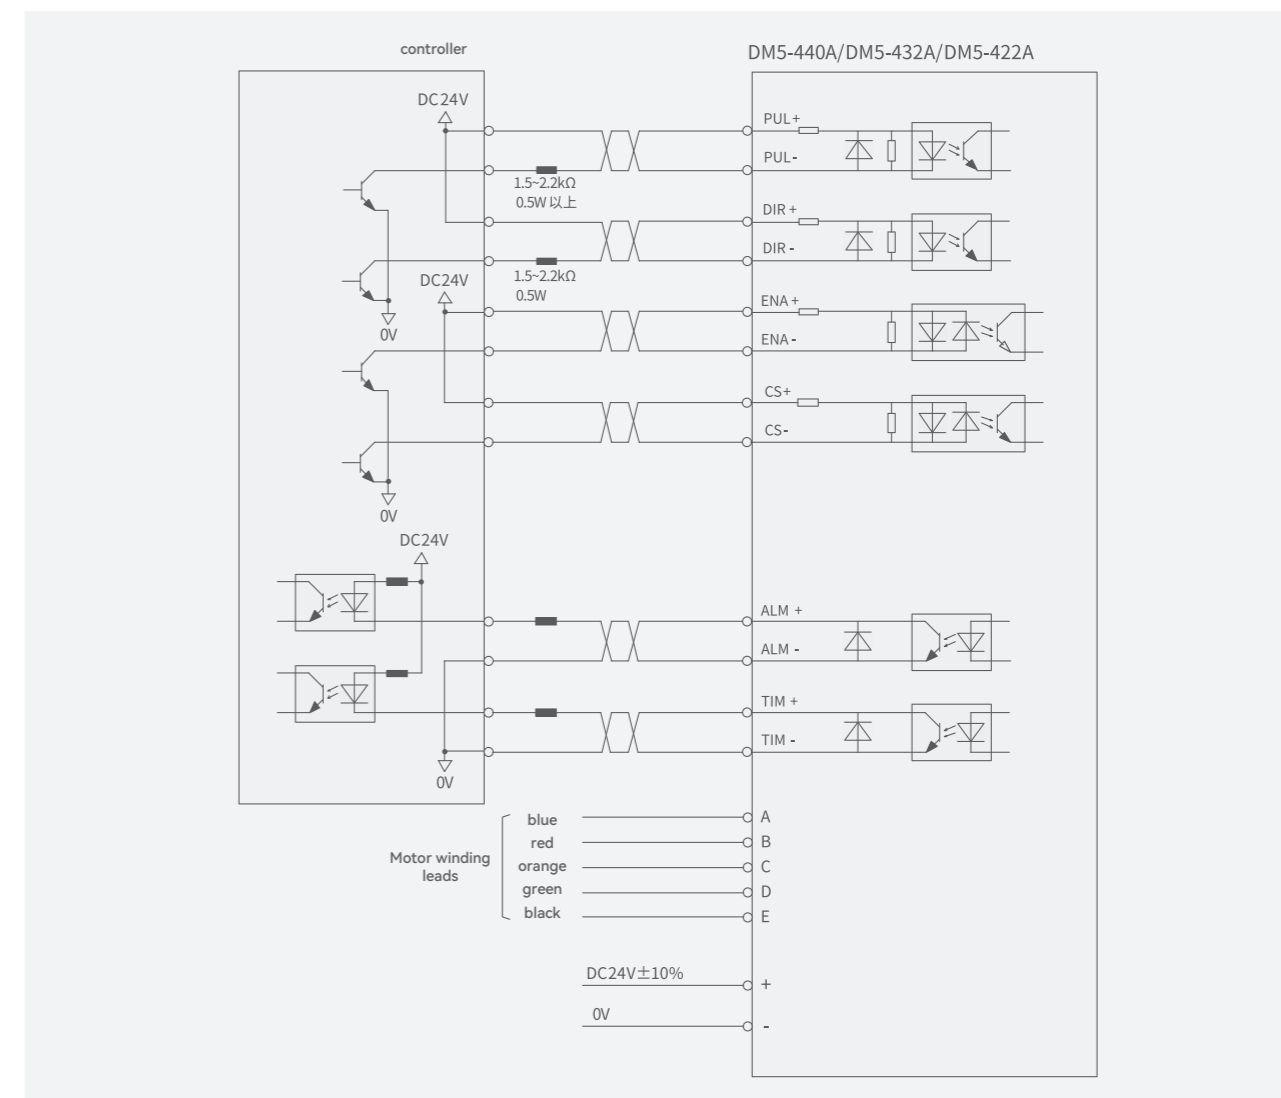 controller
DM5-440A/DM5-432A/DM5-422A
DC24V
PUL+
PUL-
1.5~2.2kΩ
0.5W 以上
DIR +
DIR -
DC24V
1.5~2.2kΩ
0.5W
ENA +
0V
ENA -
CS+
CS-
0V
DC24V
ALM +
ALM -
TIM +
TIM -
0V
Motor winding
leads
blue
A
red
B
orange
C
green
D
black
E
DC24V±10%
+
0V
-